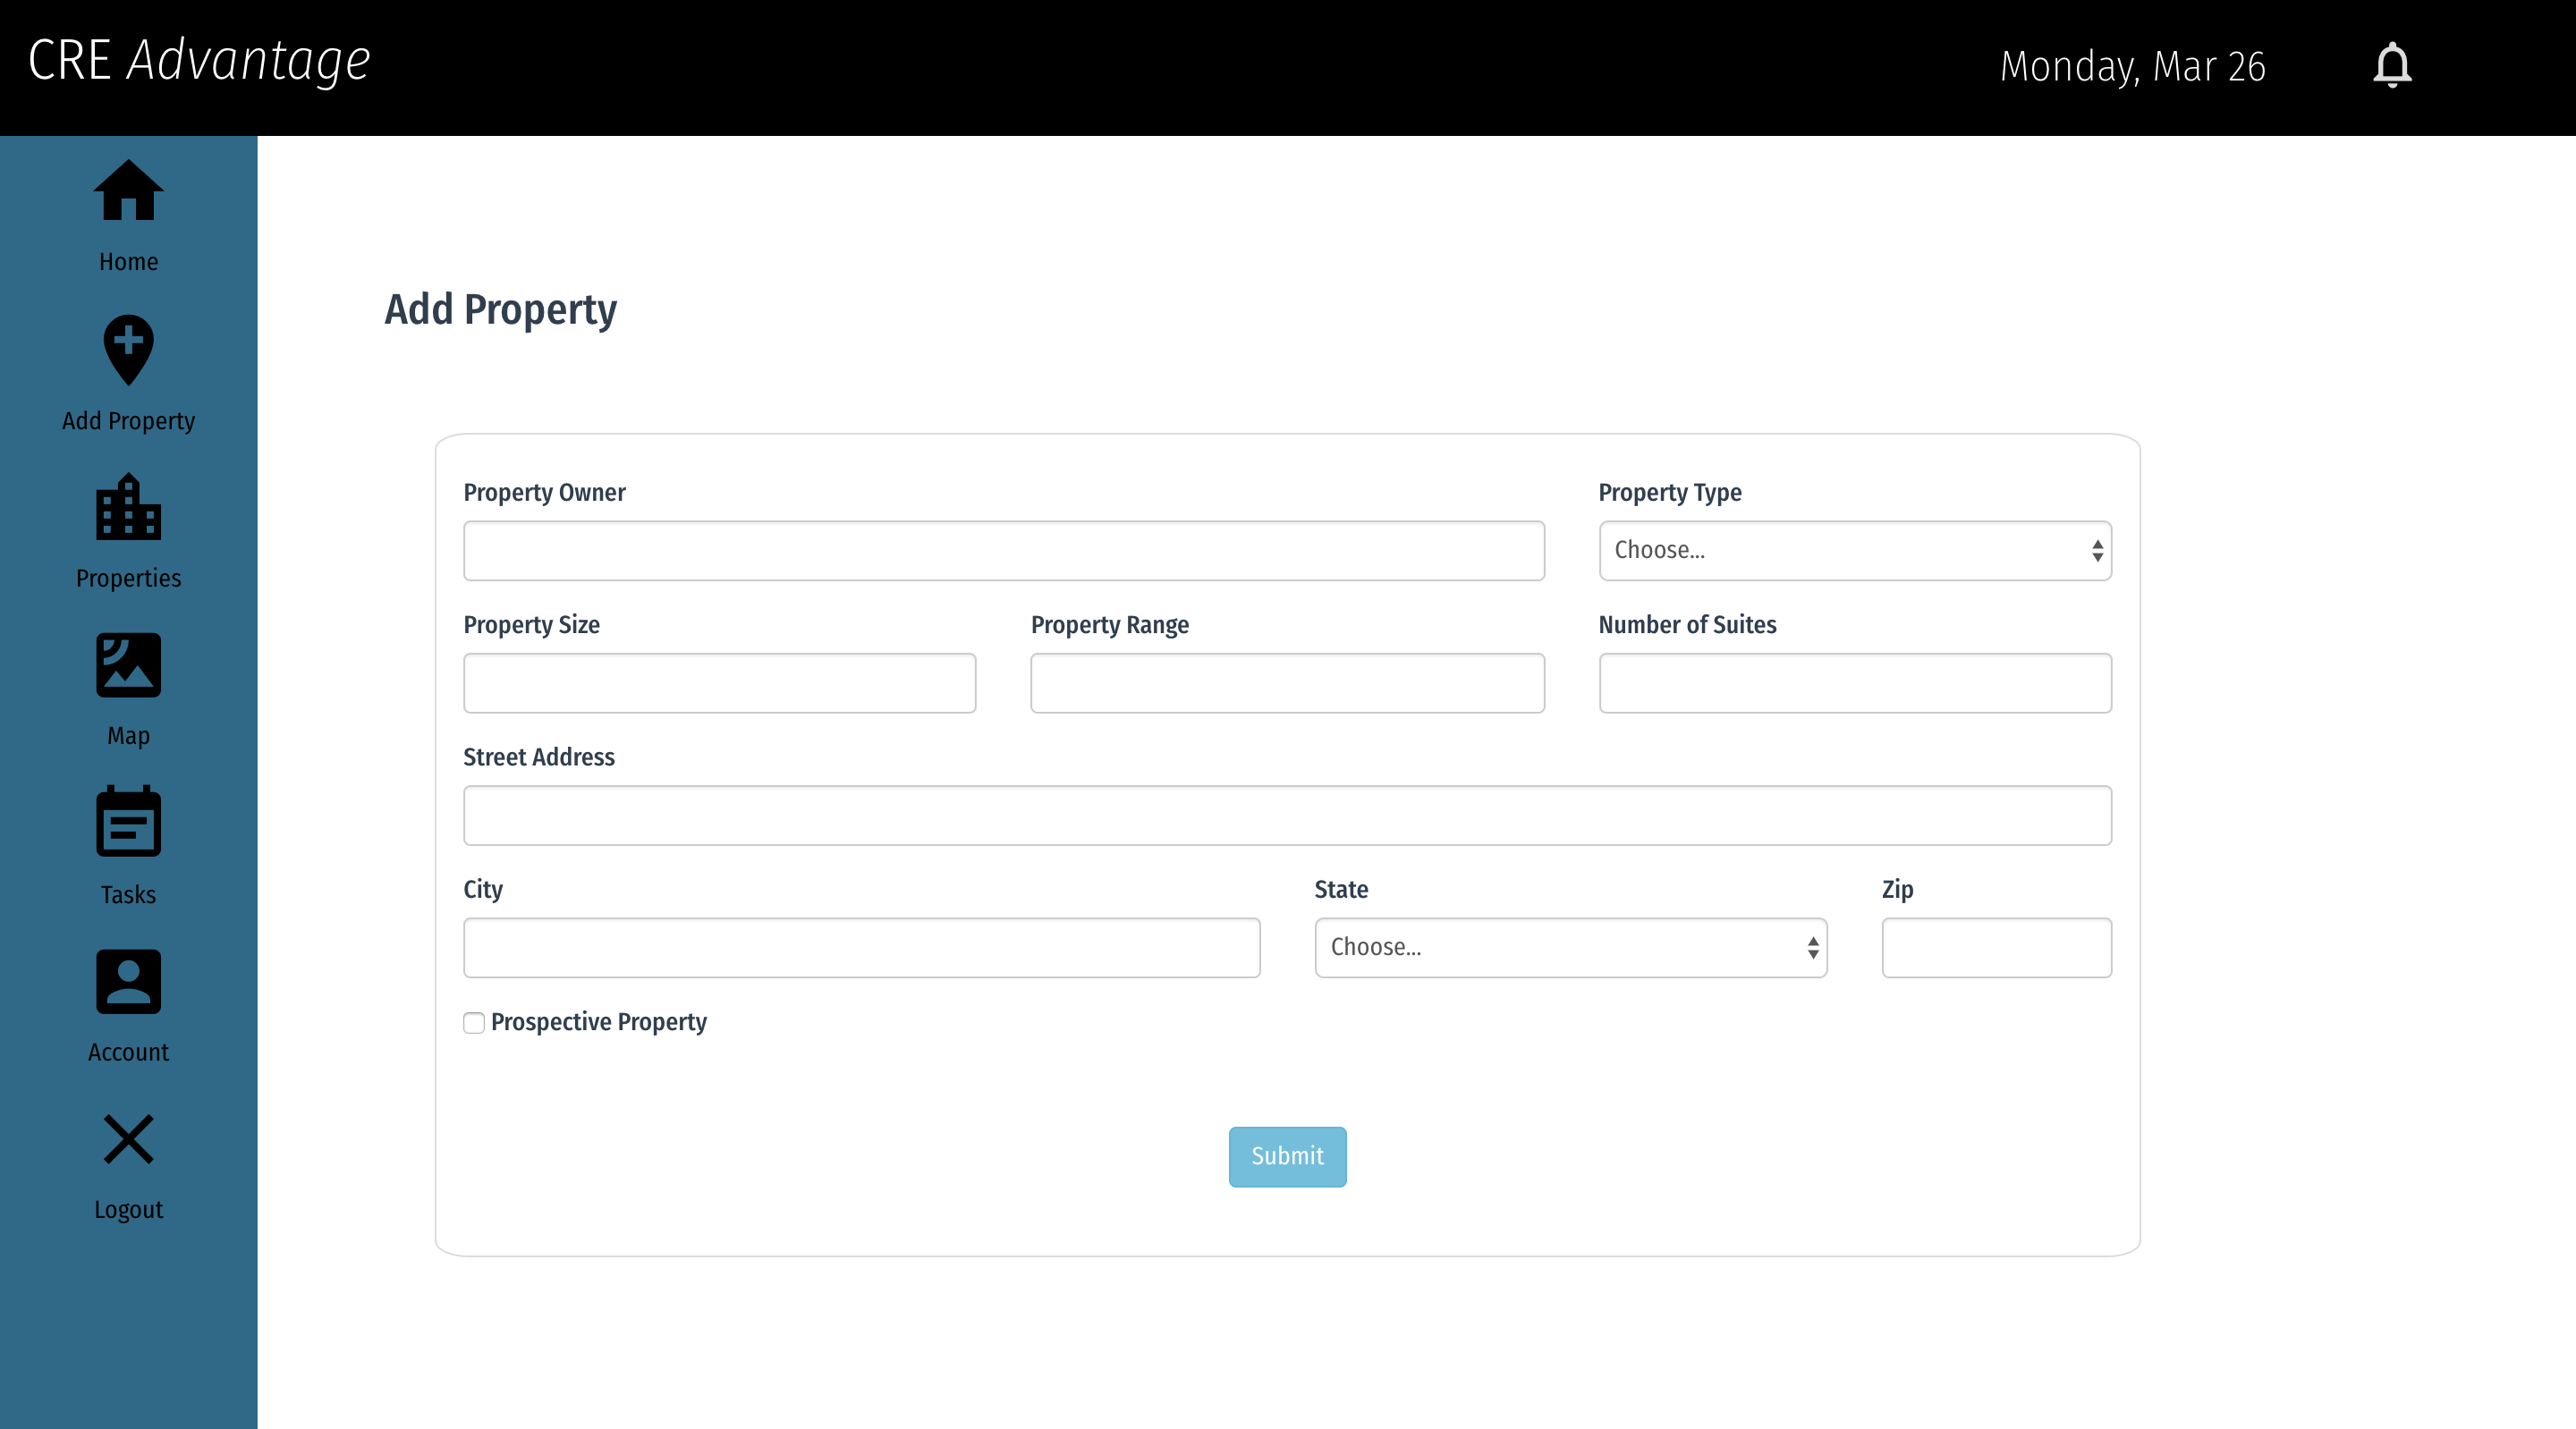 CRE Advantage
Monday, Mar 26
Home
Add Property
Properties
Map
Tasks
Account
Logout
Add Property
Property Owner
Property Type
Choose...
Property Size
Property Range
Number of Suites
Street Address
City
State
Zip
Choose...
Prospective Property
Submit